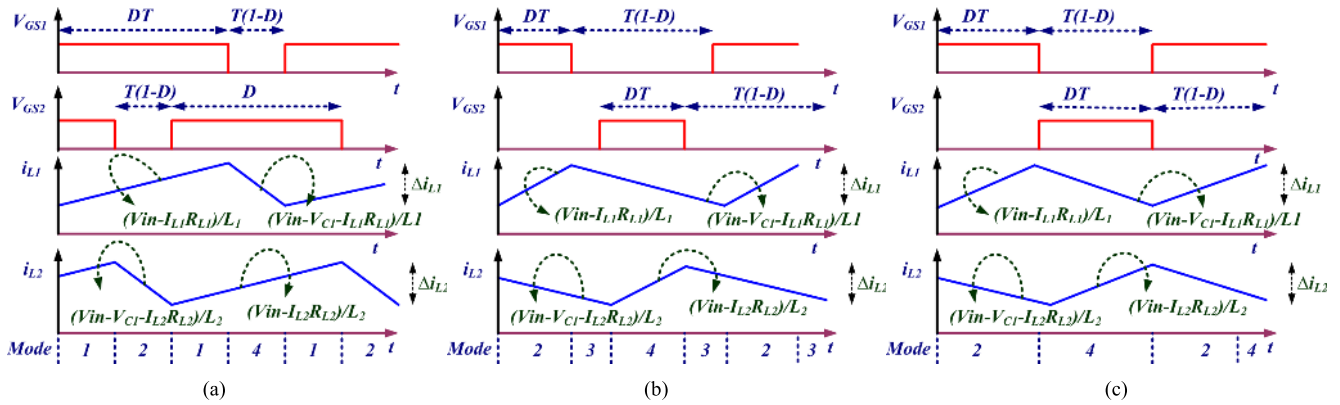 V_GS1 DT T(1-D) t
V_GS2 T(1-D) D t
i_L1 Δi_L1
(Vin-I_L1R_L1)/L_1 (Vin-V_C1-I_L1R_L1)/L1
t
i_L2 Δi_L2
(Vin-V_C1-I_L2R_L2)/L_2 (Vin-I_L2R_L2)/L_2
Mode 1 2 1 4 1 2 t
(a)
V_GS1 DT T(1-D) t
V_GS2 DT T(1-D) t
i_L1 Δi_L1
(Vin-I_L1R_L1)/L_1 (Vin-V_C1-I_L1R_L1)/L1
t
i_L2 Δi_L2
(Vin-V_C1-I_L2R_L2)/L_2 (Vin-I_L2R_L2)/L_2
Mode 2 3 4 3 2 3 t
(b)
V_GS1 DT T(1-D) t
V_GS2 DT T(1-D) t
i_L1 Δi_L1
(Vin-I_L1R_L1)/L_1 (Vin-V_C1-I_L1R_L1)/L1
t
i_L2 Δi_L2
(Vin-V_C1-I_L2R_L2)/L_2 (Vin-I_L2R_L2)/L_2
Mode 2 4 2 4 t
(c)